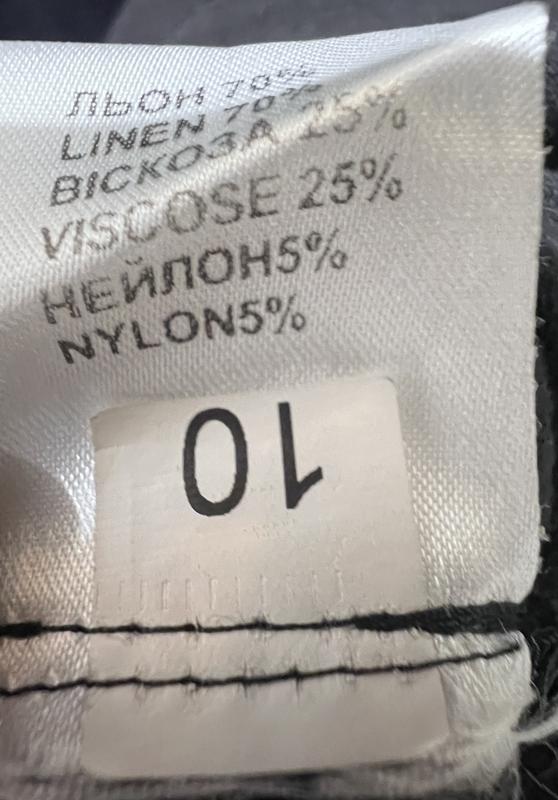 ЛЬОН 70%
LINEN 70%
ВІСКОЗА 25%
VISCOSE 25%
НЕЙЛОН5%
NYLON5%
10